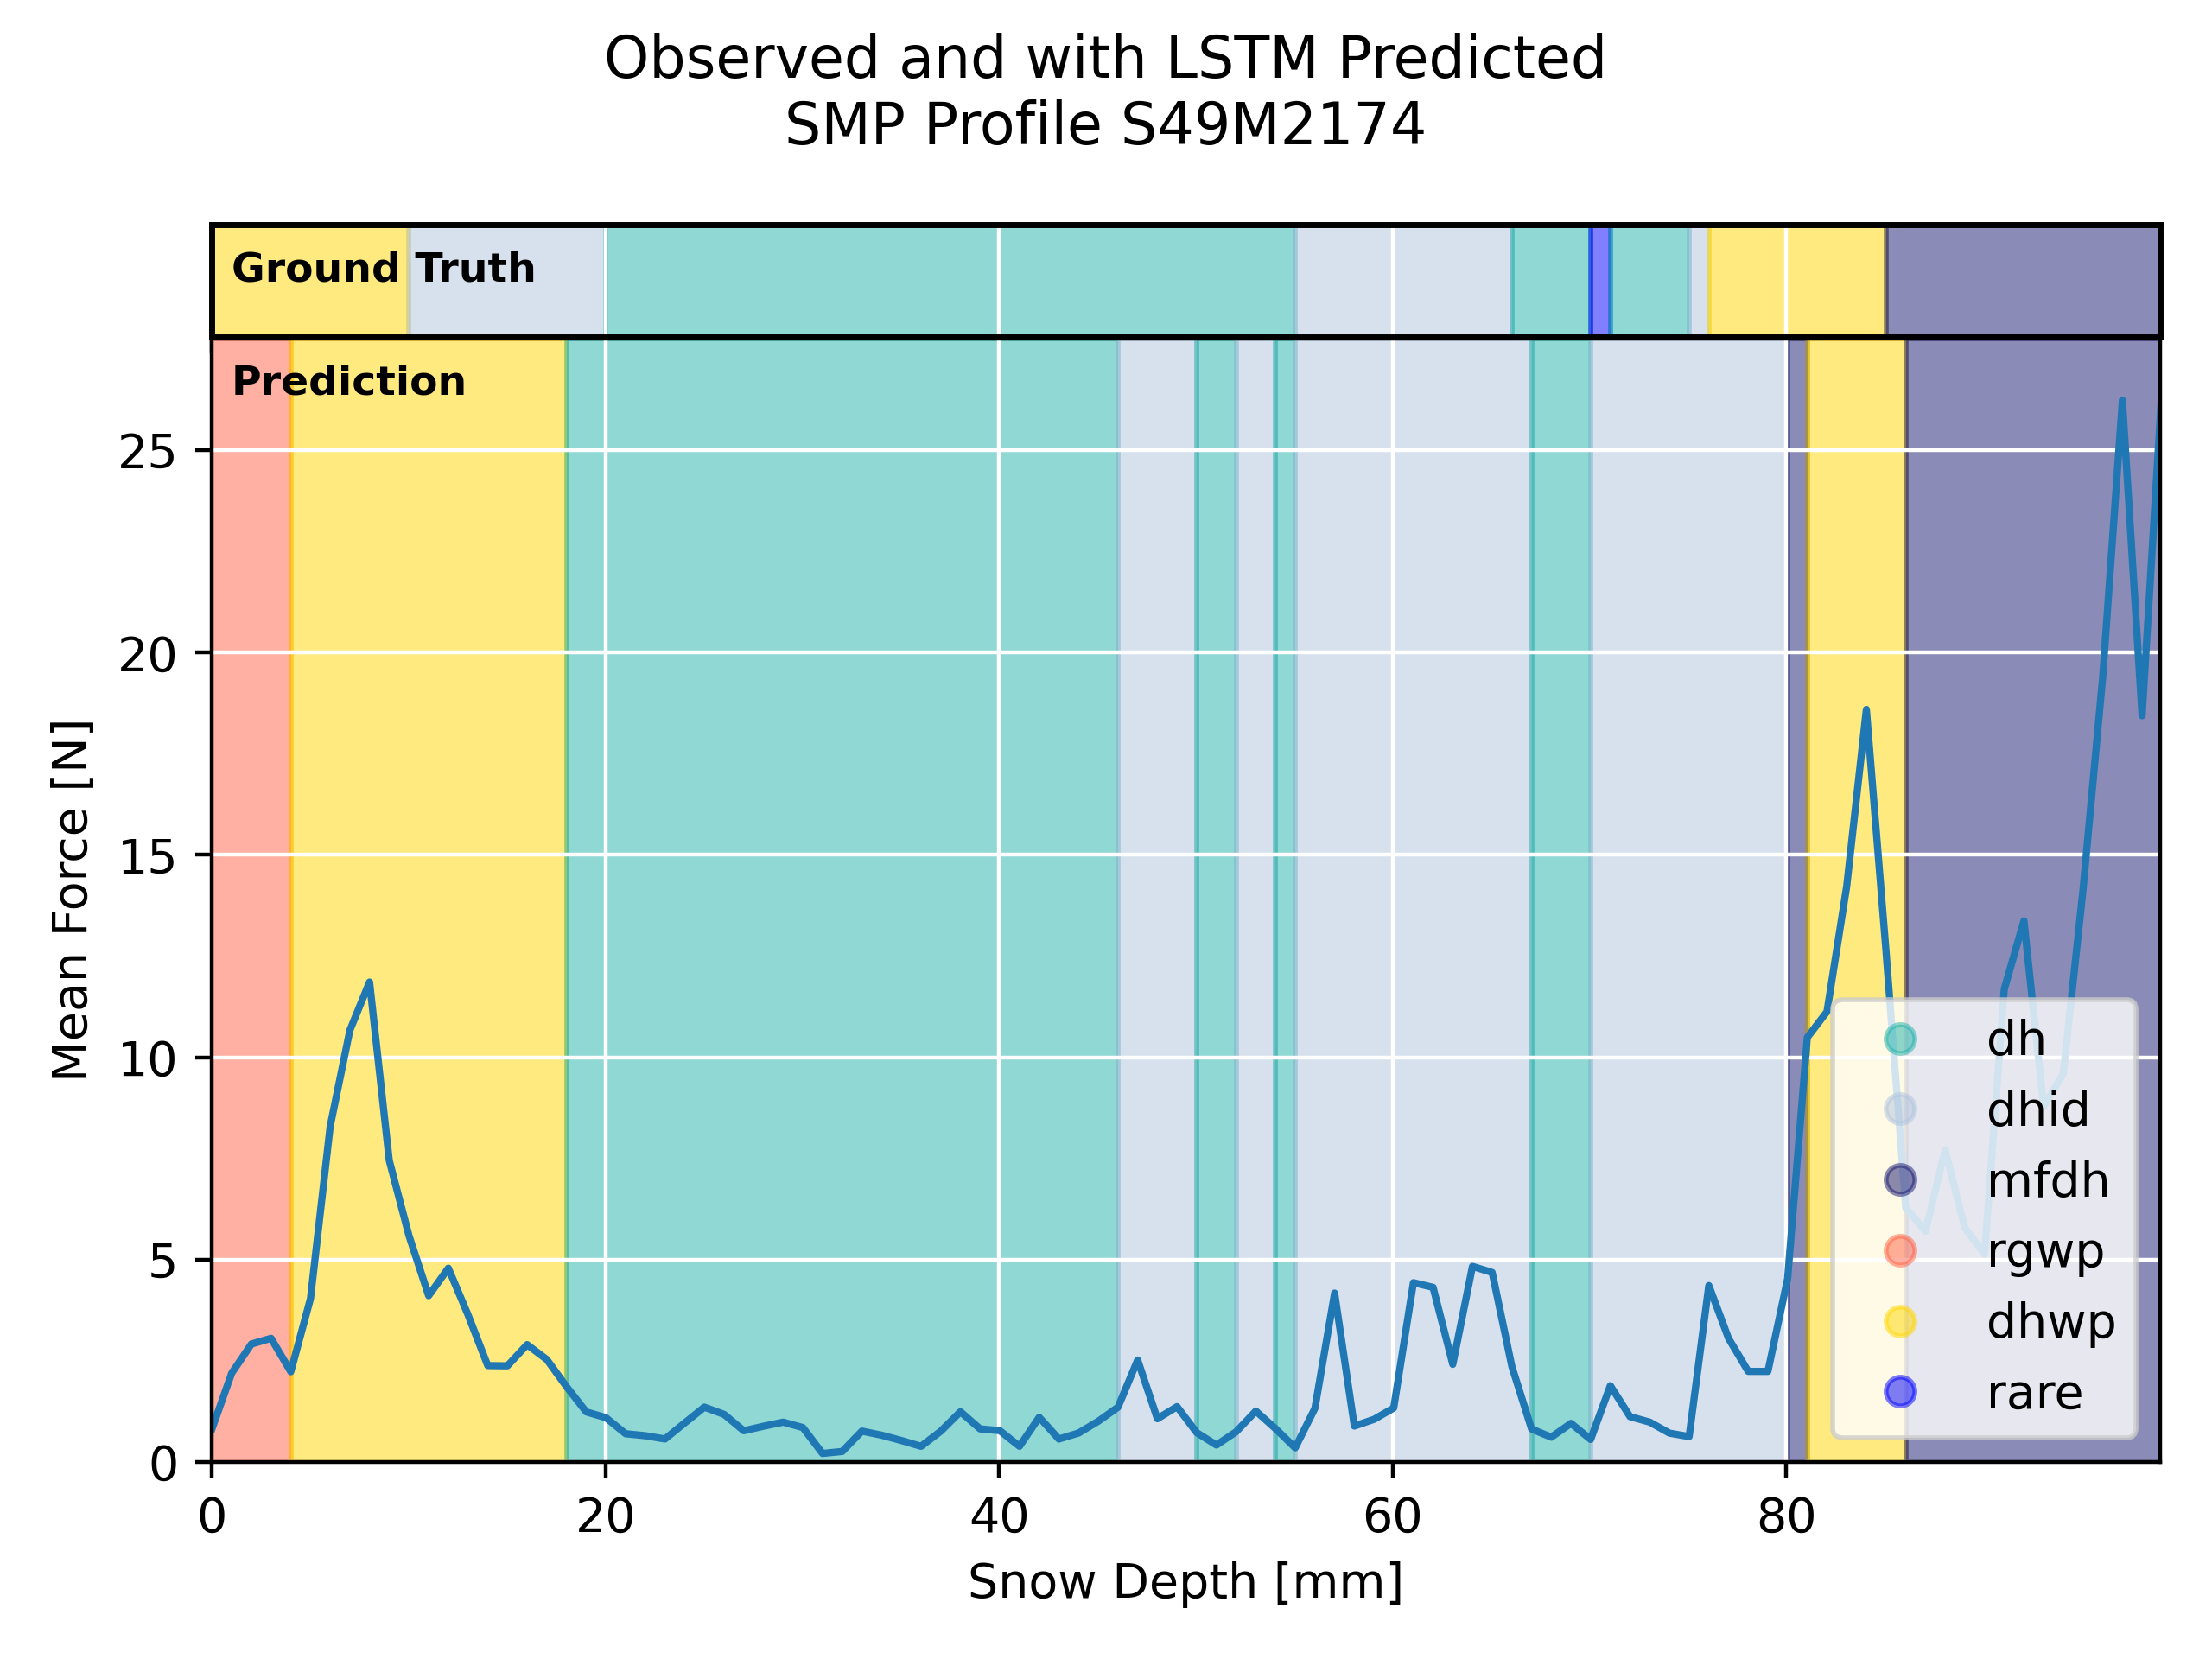 Observed and with LSTM Predicted
SMP Profile S49M2174
Ground Truth
Prediction
25
20
15
10
5
0
Mean Force [N]
0 20 40 60 80
Snow Depth [mm]
dh
dhid
mfdh
rgwp
dhwp
rare